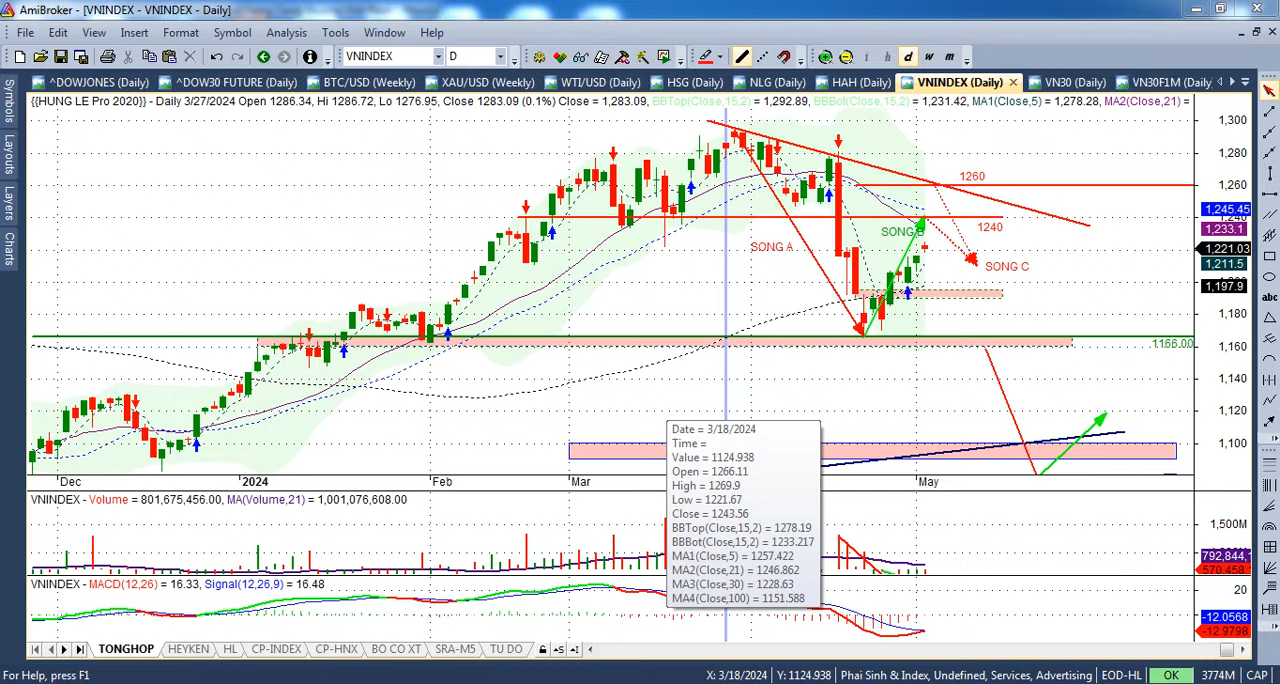 AmiBroker - [VNINDEX - VNINDEX - Daily]
File Edit View Insert Format Symbol Analysis Tools Window Help
VNINDEX D i h d w m
^DOWJONES (Daily) ^DOW30 FUTURE (Daily) BTC/USD (Weekly) XAU/USD (Weekly) WTI/USD (Daily) HSG (Daily) NLG (Daily) HAH (Daily) VNINDEX (Daily) VN30 (Daily) VN30F1M (Daily)
{{HUNG LE Pro 2020}} - Daily 3/27/2024 Open 1286.34, Hi 1286.72, Lo 1276.95, Close 1283.09 (0.1%) Close = 1,283.09, BBTop(Close,15,2) = 1,292.89, BBBot(Close,15,2) = 1,231.42, MA1(Close,5) = 1,278.28, MA2(Close,21) =
Symbols
Layouts
Layers
Charts
1,300
1,280
1260
1,260
1,245.45
1,240
1240
SONG B
1,233.1
SONG A
1,221.03
SONG C
1,211.5
1,200
1,197.9
1,180
1166.00
1,160
1,140
1,120
1,100
Dec 2024 Feb Mar May
Date = 3/18/2024
Time =
Value = 1124.938
Open = 1266.11
High = 1269.9
Low = 1221.67
Close = 1243.56
BBTop(Close,15,2) = 1278.19
BBBot(Close,15,2) = 1233.217
MA1(Close,5) = 1257.422
MA2(Close,21) = 1246.862
MA3(Close,30) = 1228.63
MA4(Close,100) = 1151.588
VNINDEX - Volume = 801,675,456.00, MA(Volume,21) = 1,001,076,608.00
1,500M
792,844,
570,458,
VNINDEX - MACD(12,26) = 16.33, Signal(12,26,9) = 16.48
20
-12.0568
-12.9798
TONGHOP HEYKEN HL CP-INDEX CP-HNX BO CO XT SRA-M5 TU DO
abc
For Help, press F1 X: 3/18/2024 Y: 1124.938 Phai Sinh & Index, Undefined, Services, Advertising EOD-HL OK 3774M CAP